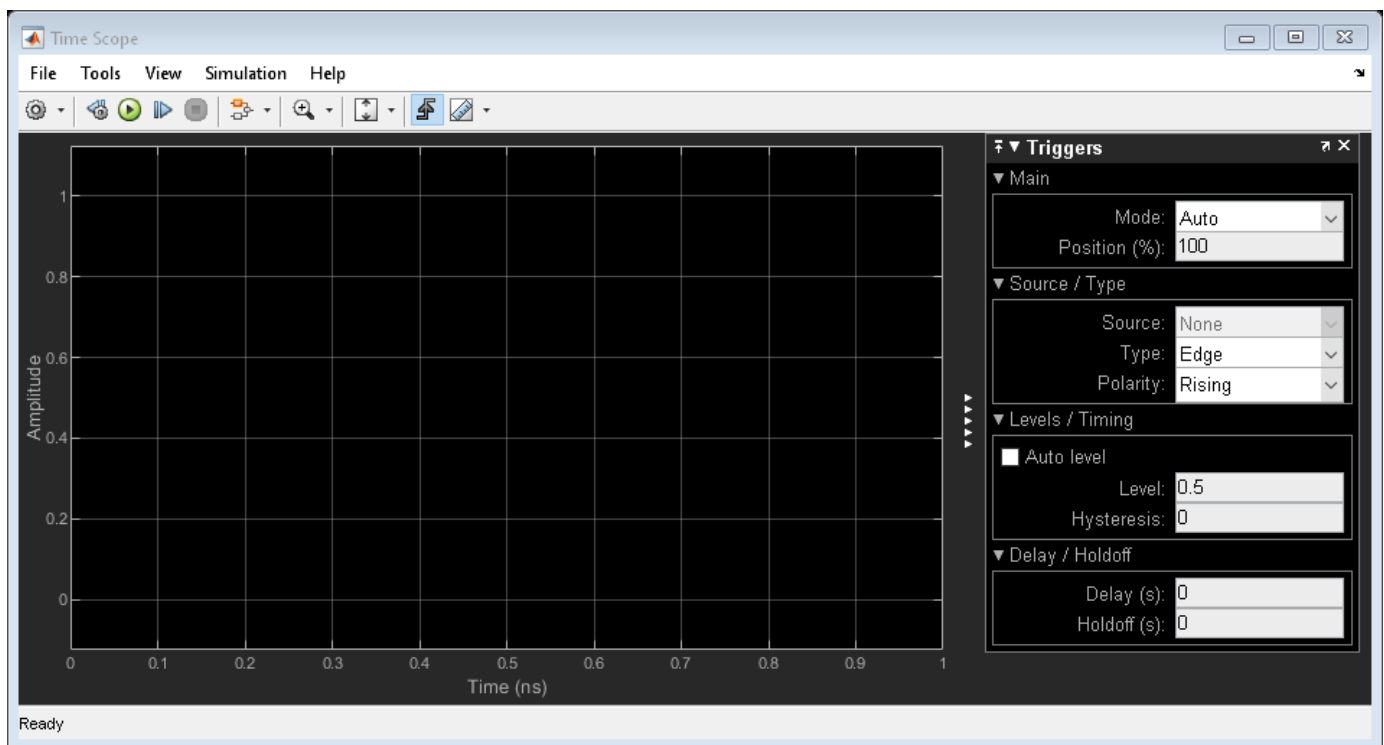 Time Scope
File Tools View Simulation Help
Triggers
Main
Mode: Auto
Position (%): 100
Source / Type
Source: None
Type: Edge
Polarity: Rising
Levels / Timing
Auto level
Level: 0.5
Hysteresis: 0
Delay / Holdoff
Delay (s): 0
Holdoff (s): 0
Amplitude
1
0.8
0.6
0.4
0.2
0
0 0.1 0.2 0.3 0.4 0.5 0.6 0.7 0.8 0.9 1
Time (ns)
Ready